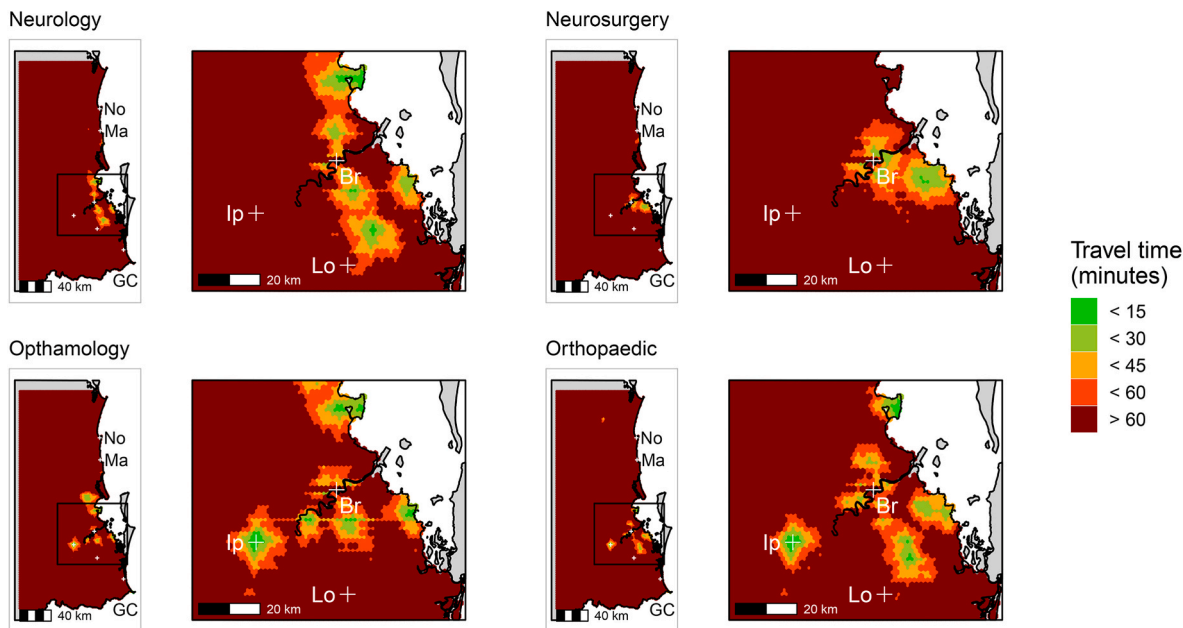 Neurology
No
Ma
GC
40 km
Br
Ip
Lo
20 km
Neurosurgery
No
Ma
GC
40 km
Br
Ip
Lo
20 km
Opthamology
No
Ma
GC
40 km
Br
Ip
Lo
20 km
Orthopaedic
No
Ma
GC
40 km
Br
Ip
Lo
20 km
Travel time
(minutes)
< 15
< 30
< 45
< 60
> 60